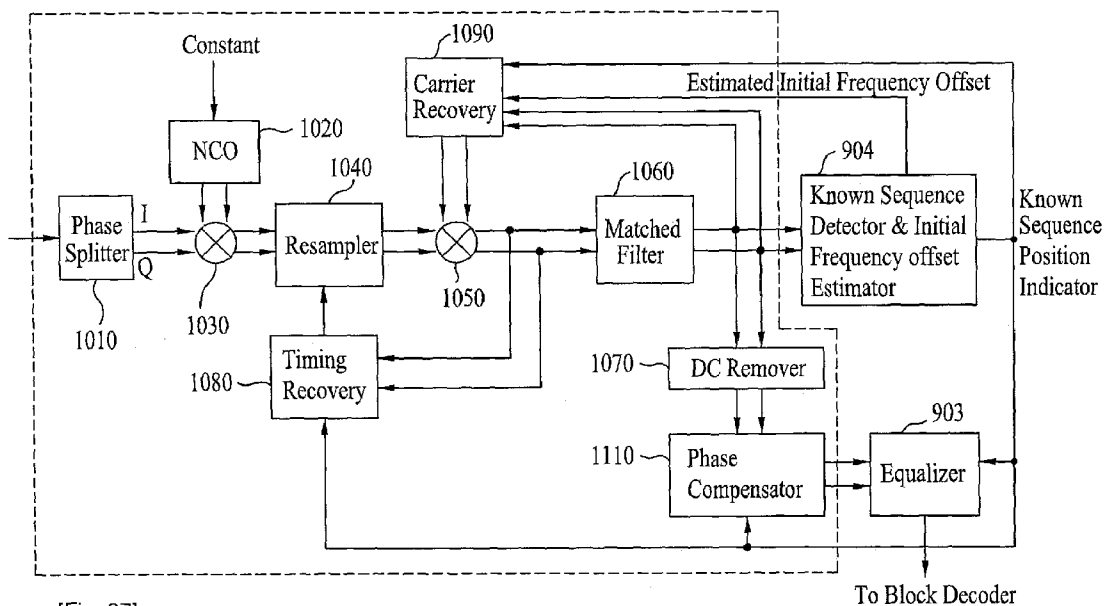 Constant
1090
Carrier
Recovery
Estimated Initial Frequency Offset
1020
NCO
1040
1060
904
Phase
Splitter
I
Q
Resampler
Matched
Filter
Known Sequence
Detector & Initial
Frequency offset
Estimator
Known
Sequence
Position
Indicator
1010
1030
1050
1080
Timing
Recovery
1070
DC Remover
903
1110
Phase
Compensator
Equalizer
To Block Decoder